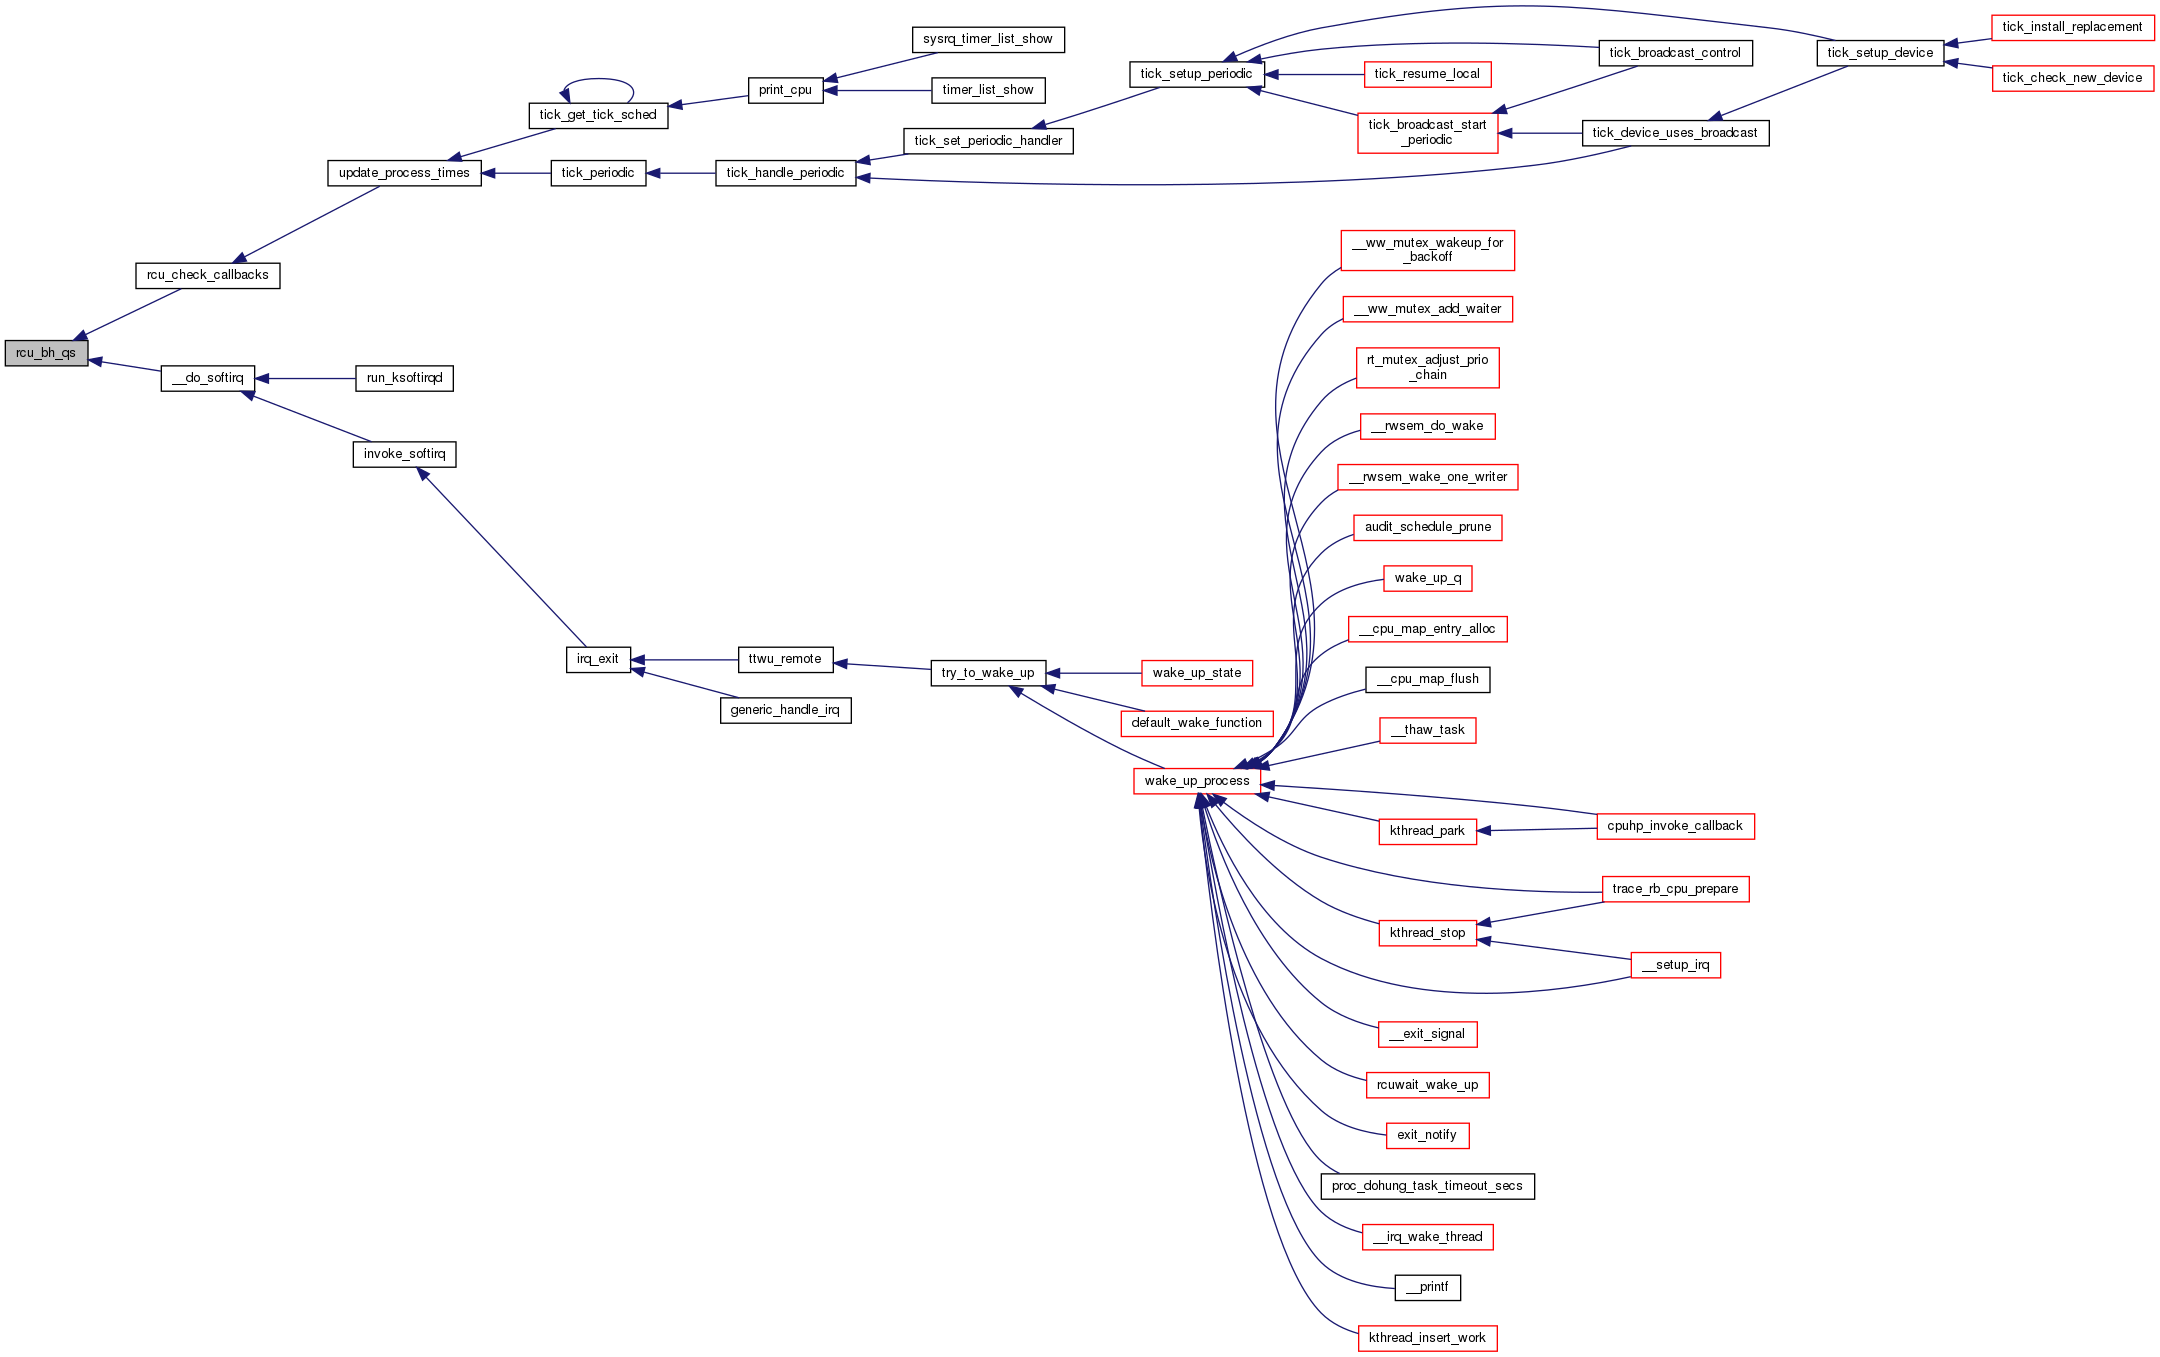 sysrq_timer_list_show
print_cpu
timer_list_show
tick_get_tick_sched
tick_setup_periodic
tick_resume_local
tick_broadcast_start
_periodic
tick_broadcast_control
tick_device_uses_broadcast
tick_setup_device
tick_install_replacement
tick_check_new_device
tick_set_periodic_handler
update_process_times
tick_periodic
tick_handle_periodic
rcu_check_callbacks
rcu_bh_qs
__do_softirq
run_ksoftirqd
invoke_softirq
irq_exit
ttwu_remote
generic_handle_irq
try_to_wake_up
wake_up_state
default_wake_function
wake_up_process
__ww_mutex_wakeup_for
_backoff
__ww_mutex_add_waiter
rt_mutex_adjust_prio
_chain
__rwsem_do_wake
__rwsem_wake_one_writer
audit_schedule_prune
wake_up_q
__cpu_map_entry_alloc
__cpu_map_flush
__thaw_task
kthread_park
cpuhp_invoke_callback
trace_rb_cpu_prepare
kthread_stop
__setup_irq
__exit_signal
rcuwait_wake_up
exit_notify
proc_dohung_task_timeout_secs
__irq_wake_thread
__printf
kthread_insert_work